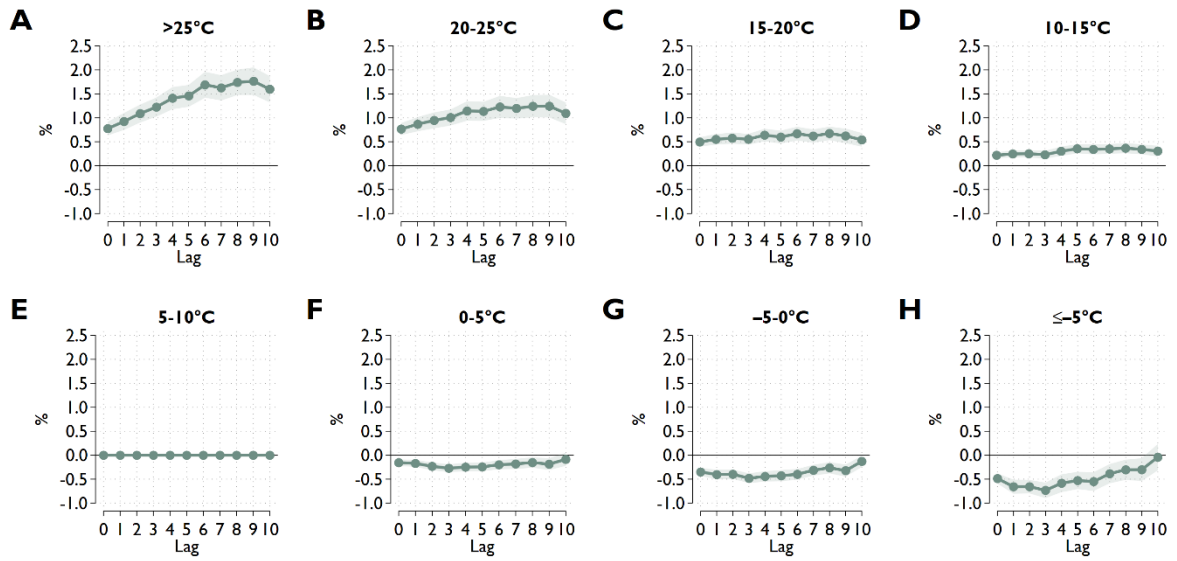 A B C D
>25°C 20-25°C 15-20°C 10-15°C
2.5 2.5 2.5 2.5
2.0 2.0 2.0 2.0
1.5 1.5 1.5 1.5
1.0 1.0 1.0 1.0
% 0.5 % 0.5 % 0.5 % 0.5
0.0 0.0 0.0 0.0
-0.5 -0.5 -0.5 -0.5
-1.0 -1.0 -1.0 -1.0
0 1 2 3 4 5 6 7 8 9 10 0 1 2 3 4 5 6 7 8 9 10 0 1 2 3 4 5 6 7 8 9 10 0 1 2 3 4 5 6 7 8 9 10
Lag Lag Lag Lag
E F G H
5-10°C 0-5°C –5-0°C ≤–5°C
2.5 2.5 2.5 2.5
2.0 2.0 2.0 2.0
1.5 1.5 1.5 1.5
1.0 1.0 1.0 1.0
% 0.5 % 0.5 % 0.5 % 0.5
0.0 0.0 0.0 0.0
-0.5 -0.5 -0.5 -0.5
-1.0 -1.0 -1.0 -1.0
0 1 2 3 4 5 6 7 8 9 10 0 1 2 3 4 5 6 7 8 9 10 0 1 2 3 4 5 6 7 8 9 10 0 1 2 3 4 5 6 7 8 9 10
Lag Lag Lag Lag